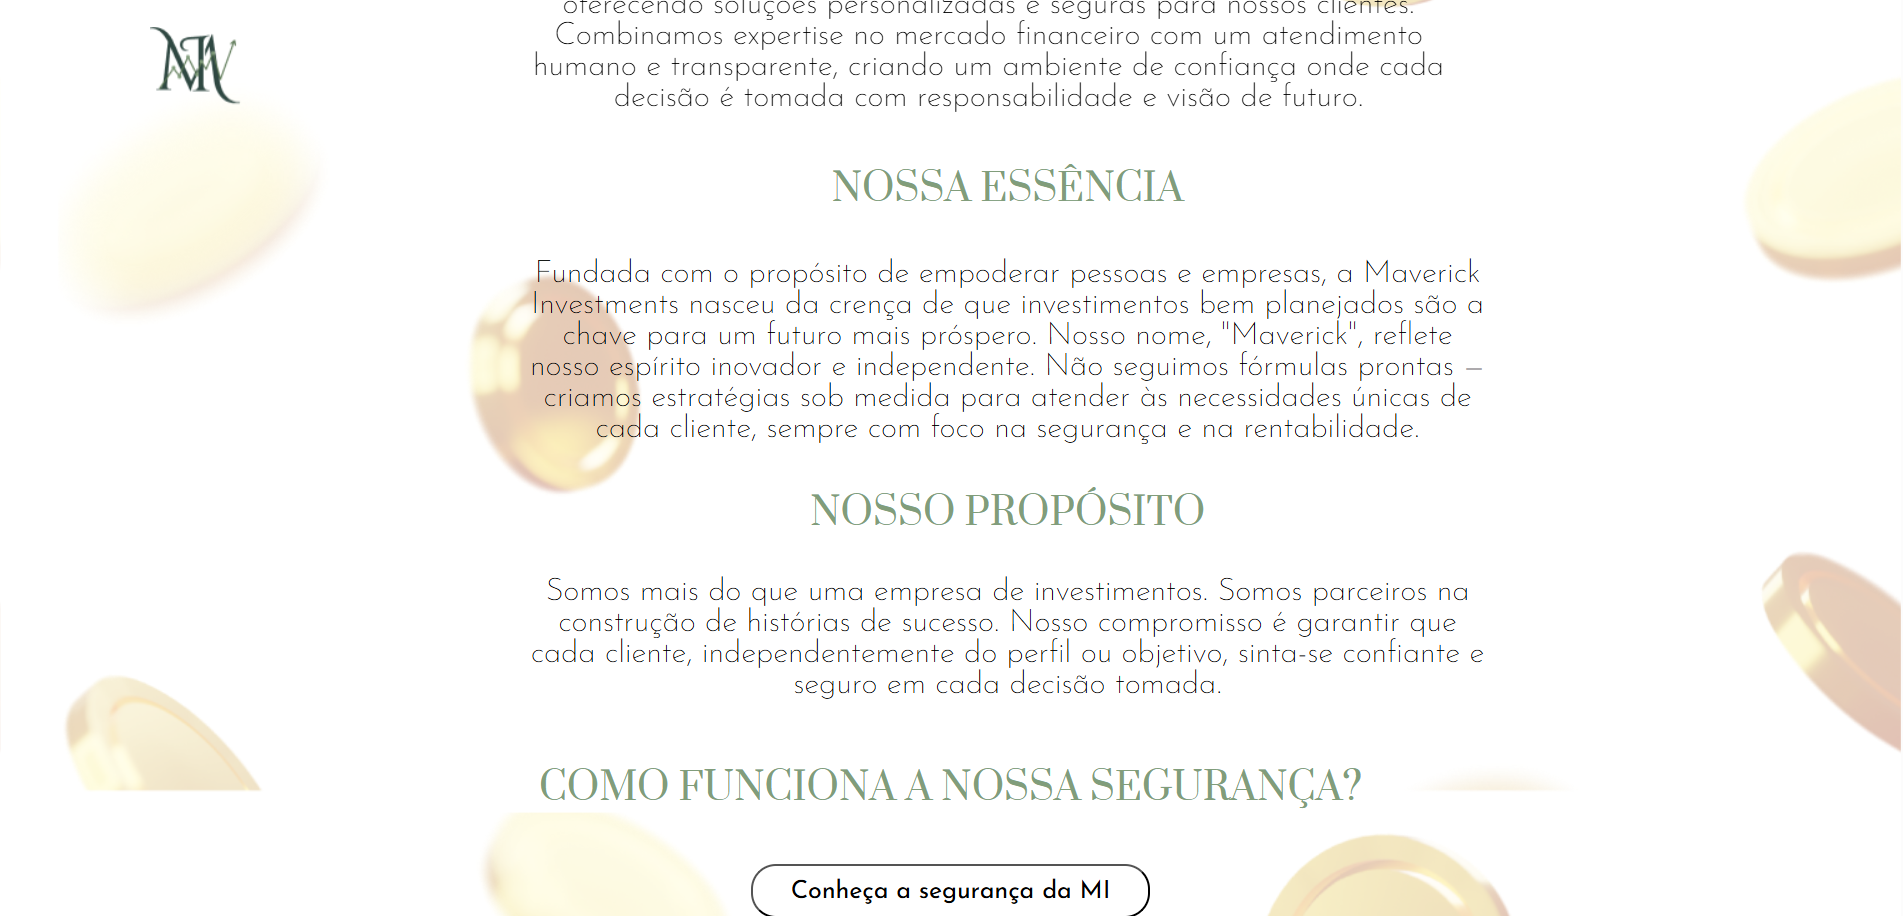 oferecendo soluções personalizadas e seguras para nossos clientes.
Combinamos expertise no mercado financeiro com um atendimento
humano e transparente, criando um ambiente de confiança onde cada
decisão é tomada com responsabilidade e visão de futuro.
NOSSA ESSÊNCIA
Fundada com o propósito de empoderar pessoas e empresas, a Maverick
Investments nasceu da crença de que investimentos bem planejados são a
chave para um futuro mais próspero. Nosso nome, "Maverick", reflete
nosso espírito inovador e independente. Não seguimos fórmulas prontas —
criamos estratégias sob medida para atender às necessidades únicas de
cada cliente, sempre com foco na segurança e na rentabilidade.
NOSSO PROPÓSITO
Somos mais do que uma empresa de investimentos. Somos parceiros na
construção de histórias de sucesso. Nosso compromisso é garantir que
cada cliente, independentemente do perfil ou objetivo, sinta-se confiante e
seguro em cada decisão tomada.
COMO FUNCIONA A NOSSA SEGURANÇA?
Conheça a segurança da MI